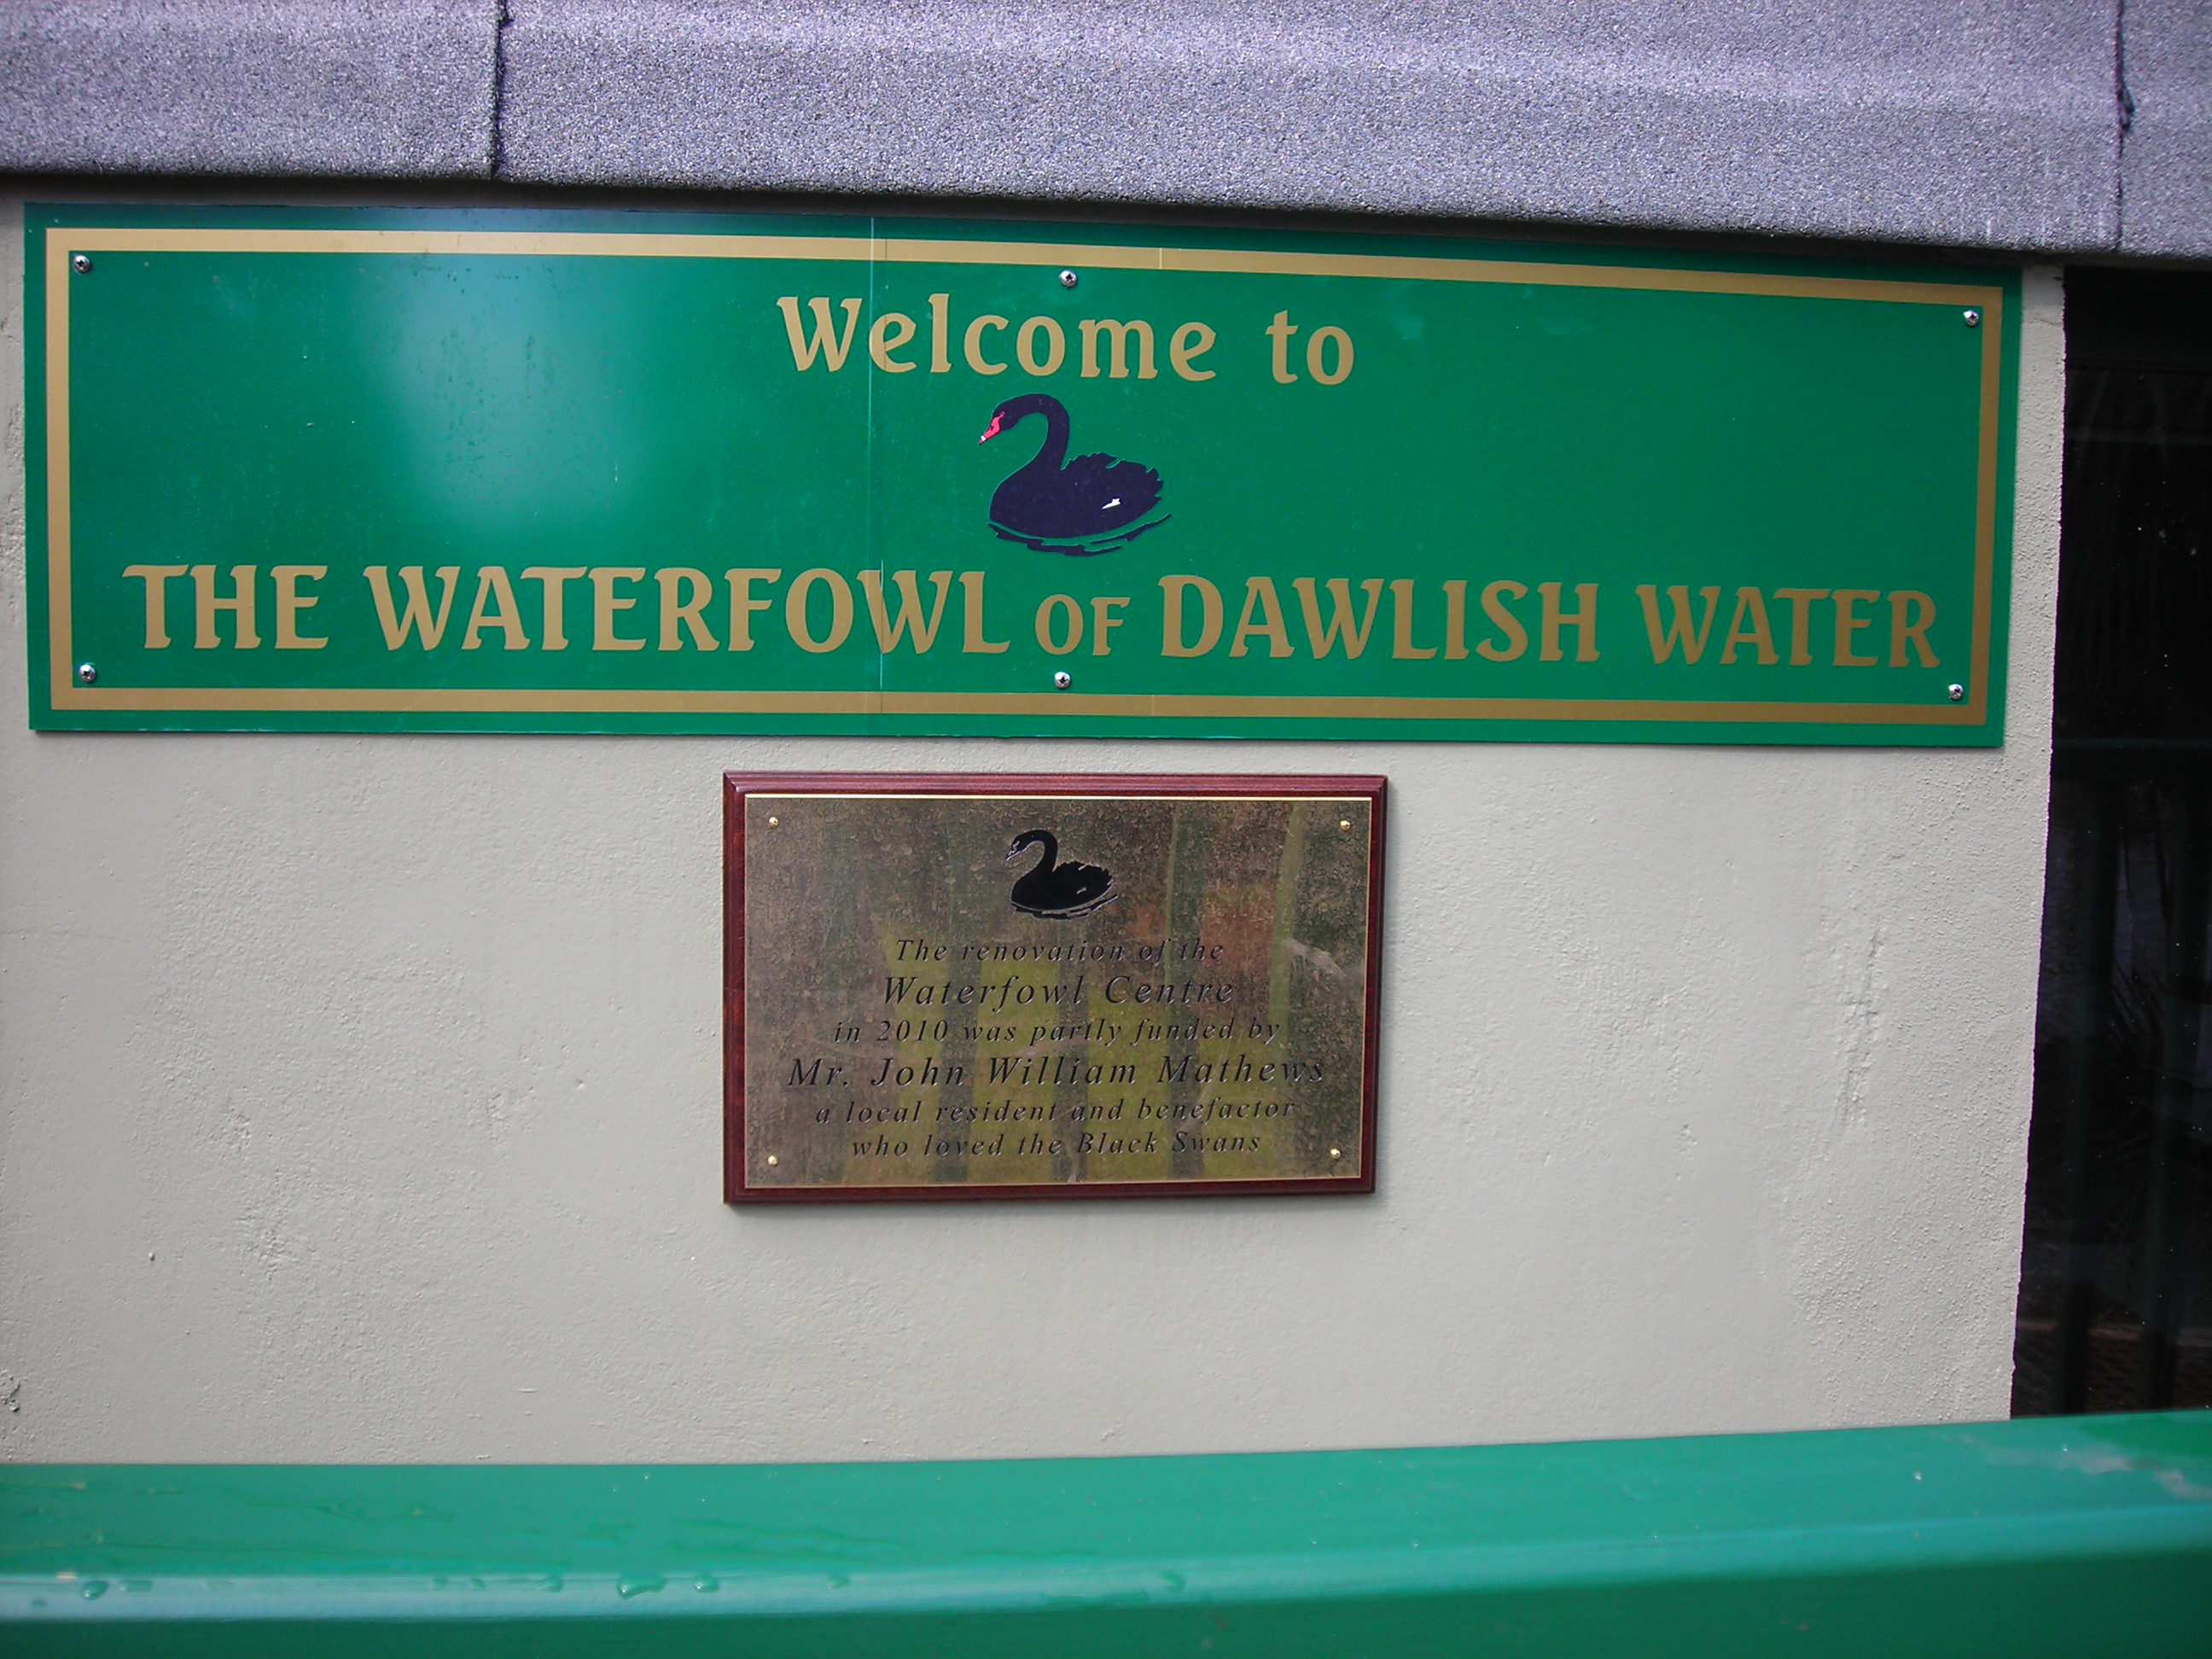 Welcome to
THE WATERFOWL OF DAWLISH WATER
The renovation of the
Waterfowl Centre
in 2010 was partly funded by
Mr. John William Mathews
a local resident and benefactor
who loved the Black Swans